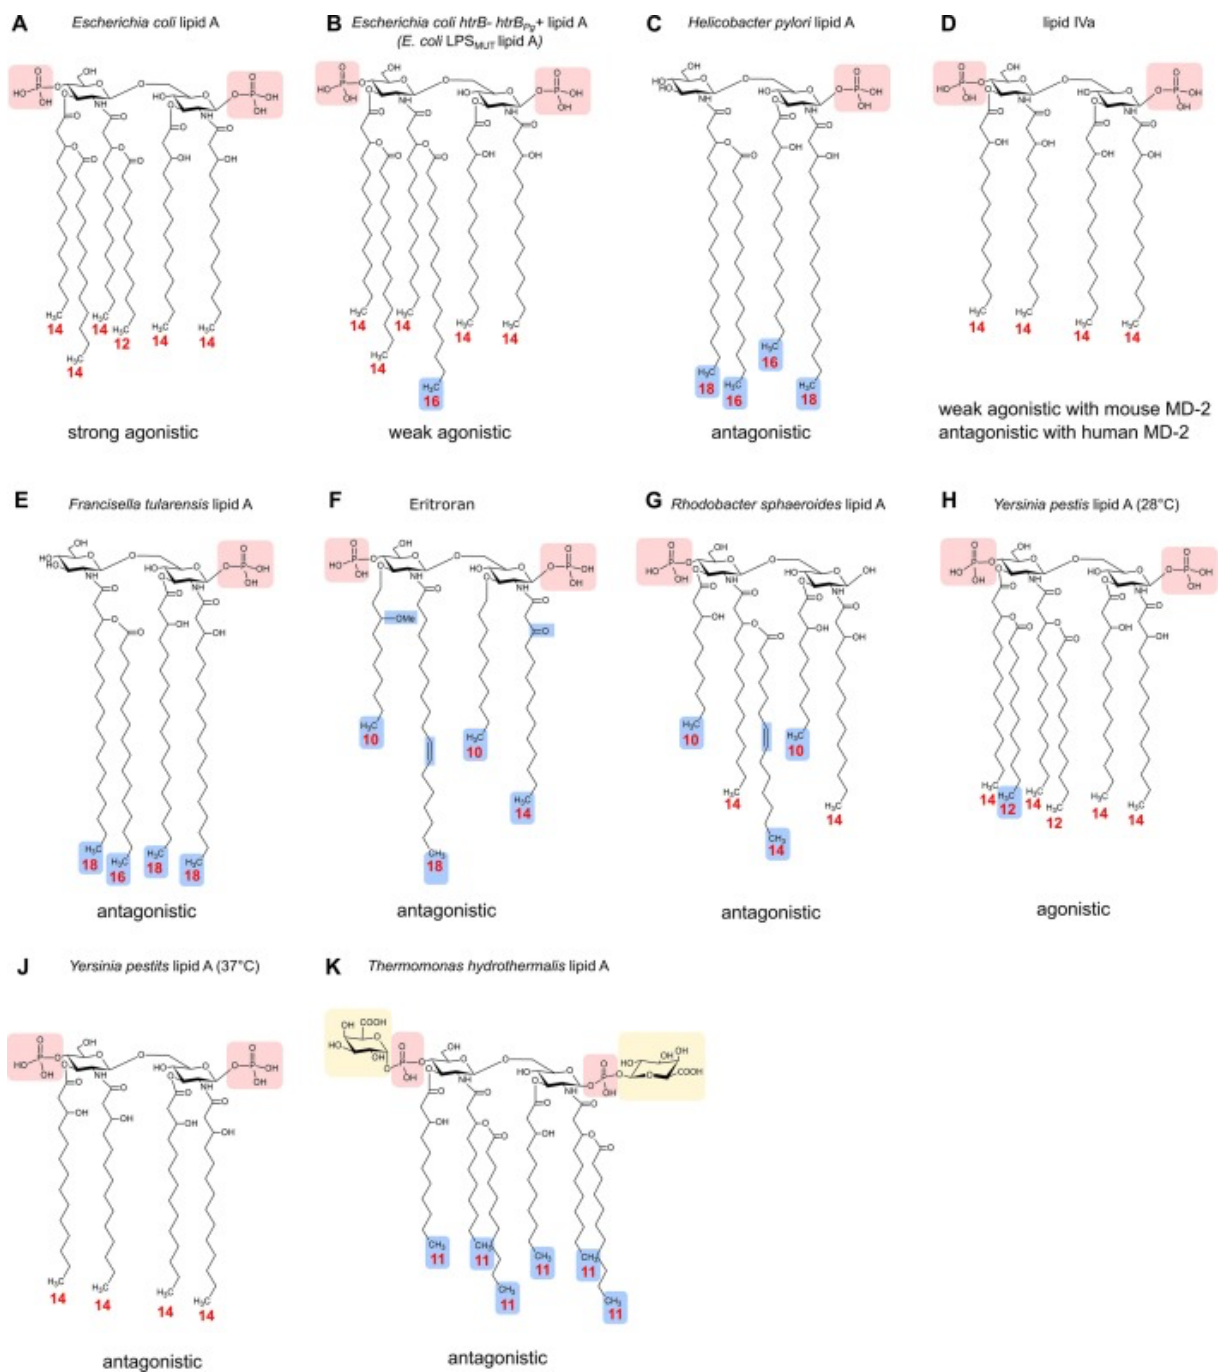 A Escherichia coli lipid A
B Escherichia coli htrB- htrBPg+ lipid A
(E. coli LPSMUT lipid A)
C Helicobacter pylori lipid A
D lipid IVa
14 14 12 14 14
14
14 14 14 14
14
16
18 16 16 18
14 14 14 14
strong agonistic
weak agonistic
antagonistic
weak agonistic with mouse MD-2
antagonistic with human MD-2
E Francisella tularensis lipid A
F Eritroran
G Rhodobacter sphaeroides lipid A
H Yersinia pestis lipid A (28°C)
OMe
18 16 18 18
10 10
14
18
10 10
14 14
14
14 12 14 12 14 14
antagonistic
antagonistic
antagonistic
agonistic
J Yersinia pestits lipid A (37°C)
K Thermomonas hydrothermalis lipid A
COOH
COOH
14 14 14 14
11 11 11 11
11 11
antagonistic
antagonistic